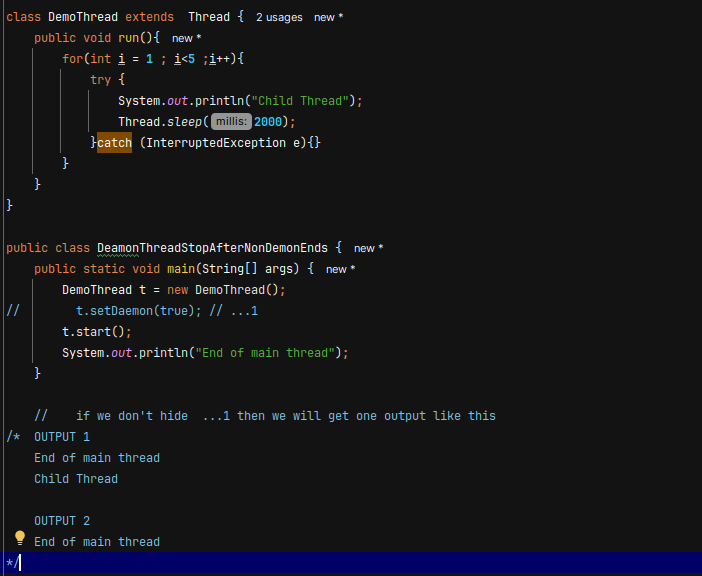 class DemoThread extends  Thread {  2 usages  new *
    public void run(){  new *
        for(int i = 1 ; i<5 ;i++){
            try {
                System.out.println("Child Thread");
                Thread.sleep( millis: 2000);
            }catch (InterruptedException e){}
        }
    }
}

public class DeamonThreadStopAfterNonDemonEnds {  new *
    public static void main(String[] args) {  new *
        DemoThread t = new DemoThread();
//        t.setDaemon(true); // ...1
        t.start();
        System.out.println("End of main thread");
    }

    //    if we don't hide  ...1 then we will get one output like this
/*  OUTPUT 1
    End of main thread
    Child Thread

    OUTPUT 2
    End of main thread
*/